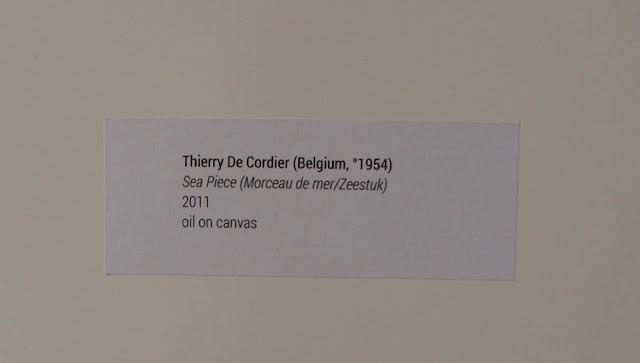 Thierry De Cordier (Belgium, °1954)
Sea Piece (Morceau de mer/Zeestuk)
2011
oil on canvas